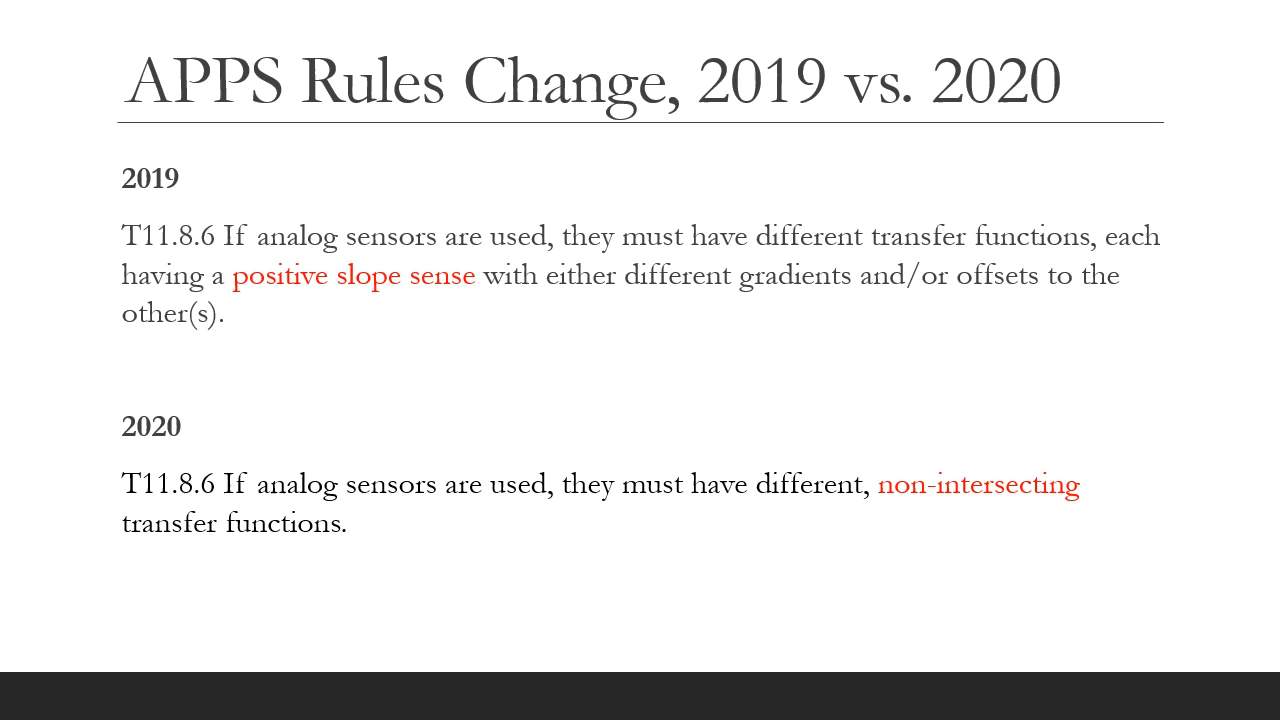 APPS Rules Change, 2019 vs. 2020
2019
T11.8.6 If analog sensors are used, they must have different transfer functions, each
having a positive slope sense with either different gradients and/or offsets to the
other(s).
2020
T11.8.6 If analog sensors are used, they must have different, non-intersecting
transfer functions.